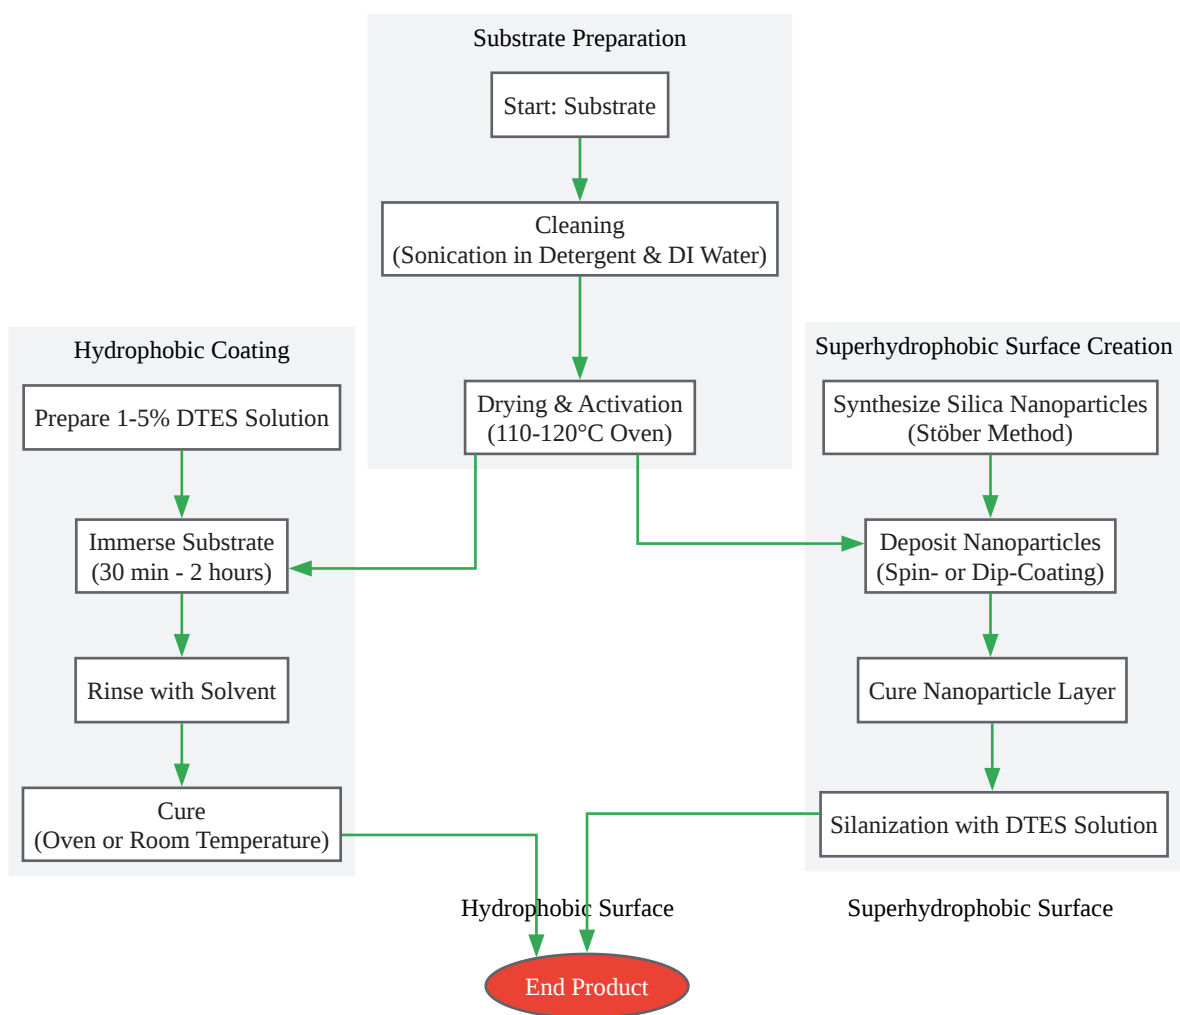 Substrate Preparation
Start: Substrate
Cleaning
(Sonication in Detergent & DI Water)
Drying & Activation
(110-120°C Oven)
Hydrophobic Coating
Prepare 1-5% DTES Solution
Immerse Substrate
(30 min - 2 hours)
Rinse with Solvent
Cure
(Oven or Room Temperature)
Superhydrophobic Surface Creation
Synthesize Silica Nanoparticles
(Stöber Method)
Deposit Nanoparticles
(Spin- or Dip-Coating)
Cure Nanoparticle Layer
Silanization with DTES Solution
Hydrophobic Surface
Superhydrophobic Surface
End Product